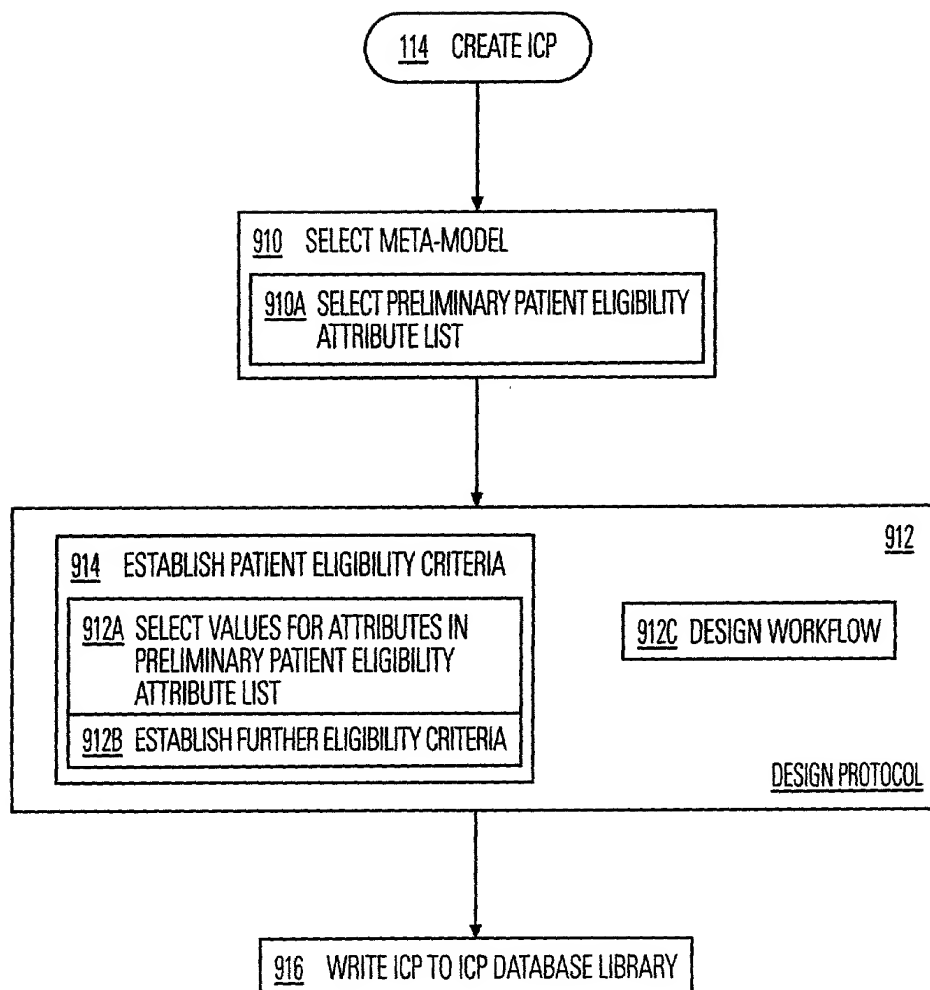 114 CREATE ICP
910 SELECT META-MODEL
910A SELECT PRELIMINARY PATIENT ELIGIBILITY
ATTRIBUTE LIST
912
914 ESTABLISH PATIENT ELIGIBILITY CRITERIA
912A SELECT VALUES FOR ATTRIBUTES IN
PRELIMINARY PATIENT ELIGIBILITY
ATTRIBUTE LIST
912B ESTABLISH FURTHER ELIGIBILITY CRITERIA
912C DESIGN WORKFLOW
DESIGN PROTOCOL
916 WRITE ICP TO ICP DATABASE LIBRARY